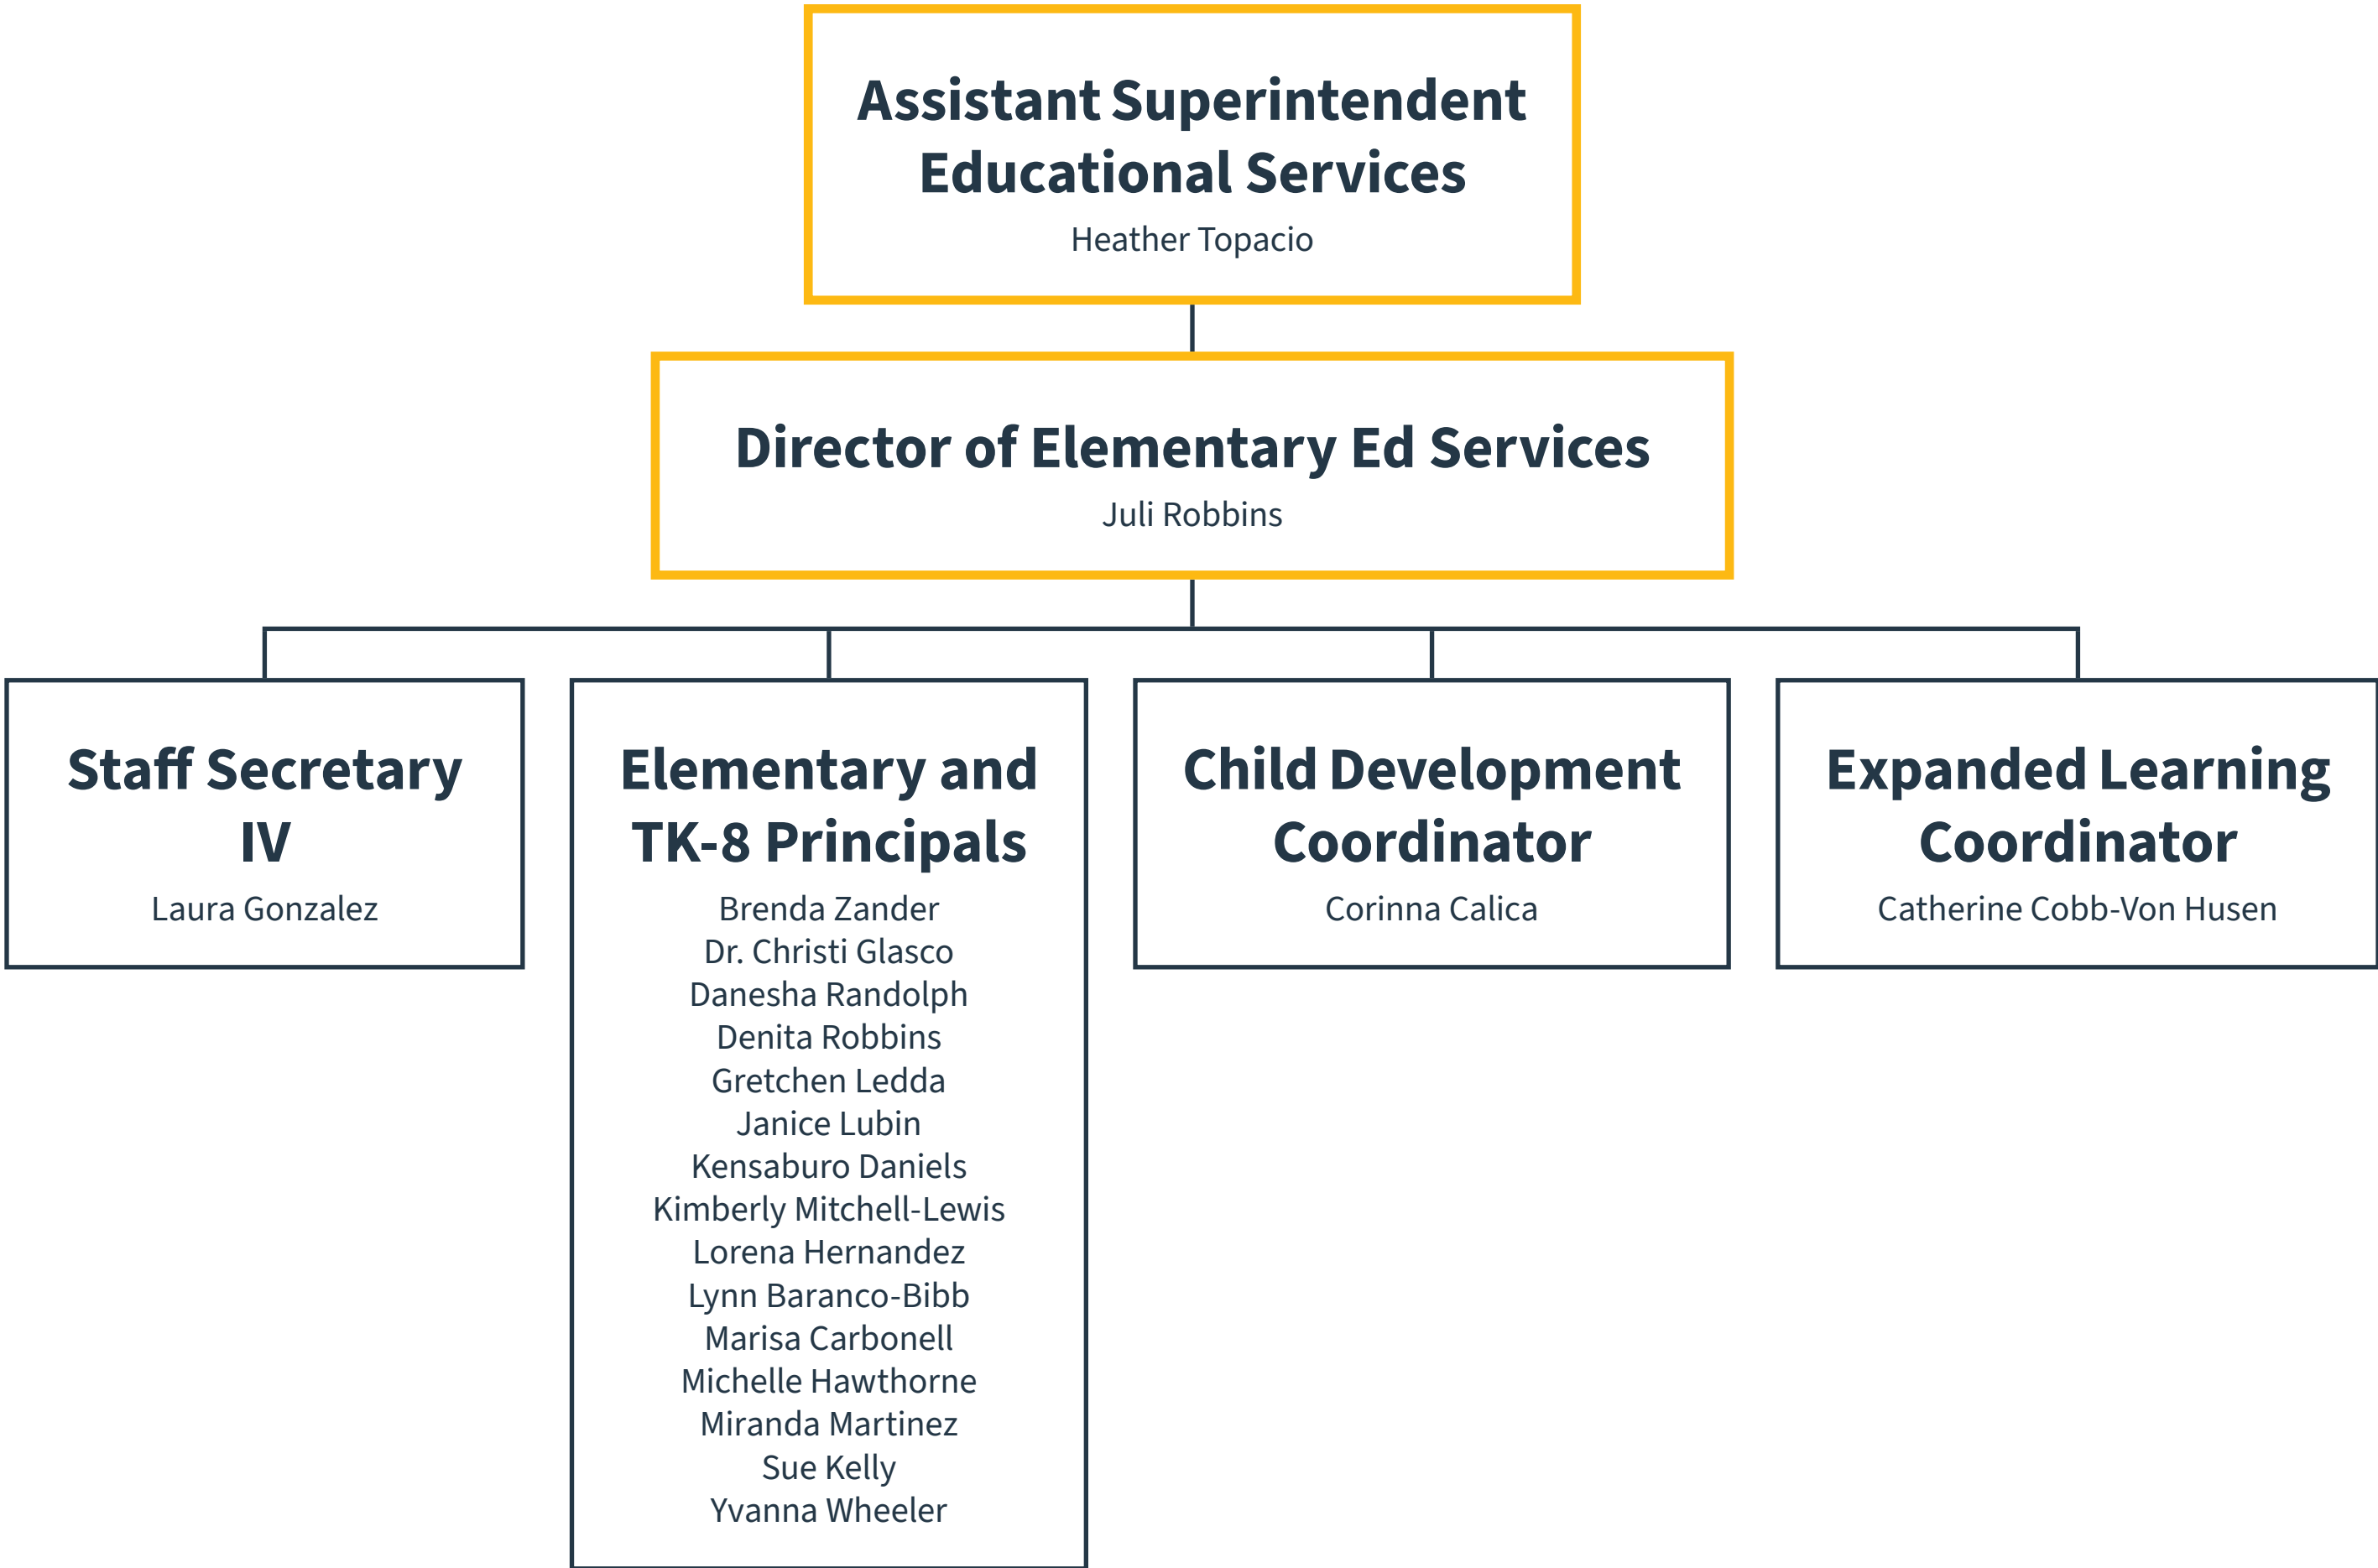 Assistant Superintendent
Educational Services
Heather Topacio
Director of Elementary Ed Services
Juli Robbins
Staff Secretary
IV
Laura Gonzalez
Elementary and
TK-8 Principals
Brenda Zander
Dr. Christi Glasco
Danesha Randolph
Denita Robbins
Gretchen Ledda
Janice Lubin
Kensaburo Daniels
Kimberly Mitchell-Lewis
Lorena Hernandez
Lynn Baranco-Bibb
Marisa Carbonell
Michelle Hawthorne
Miranda Martinez
Sue Kelly
Yvanna Wheeler
Child Development
Coordinator
Corinna Calica
Expanded Learning
Coordinator
Catherine Cobb-Von Husen